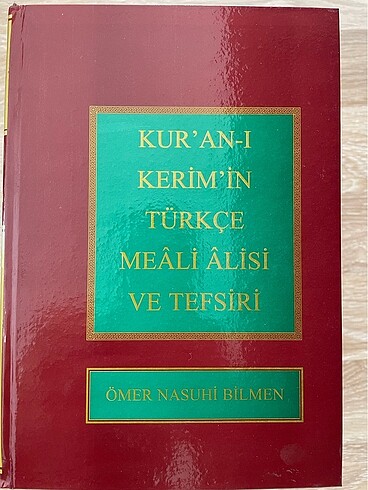 KUR'AN-I
KERİM'İN
TÜRKÇE
MEÂLİ ÂLİSİ
VE TEFSİRİ
ÖMER NASUHİ BİLMEN